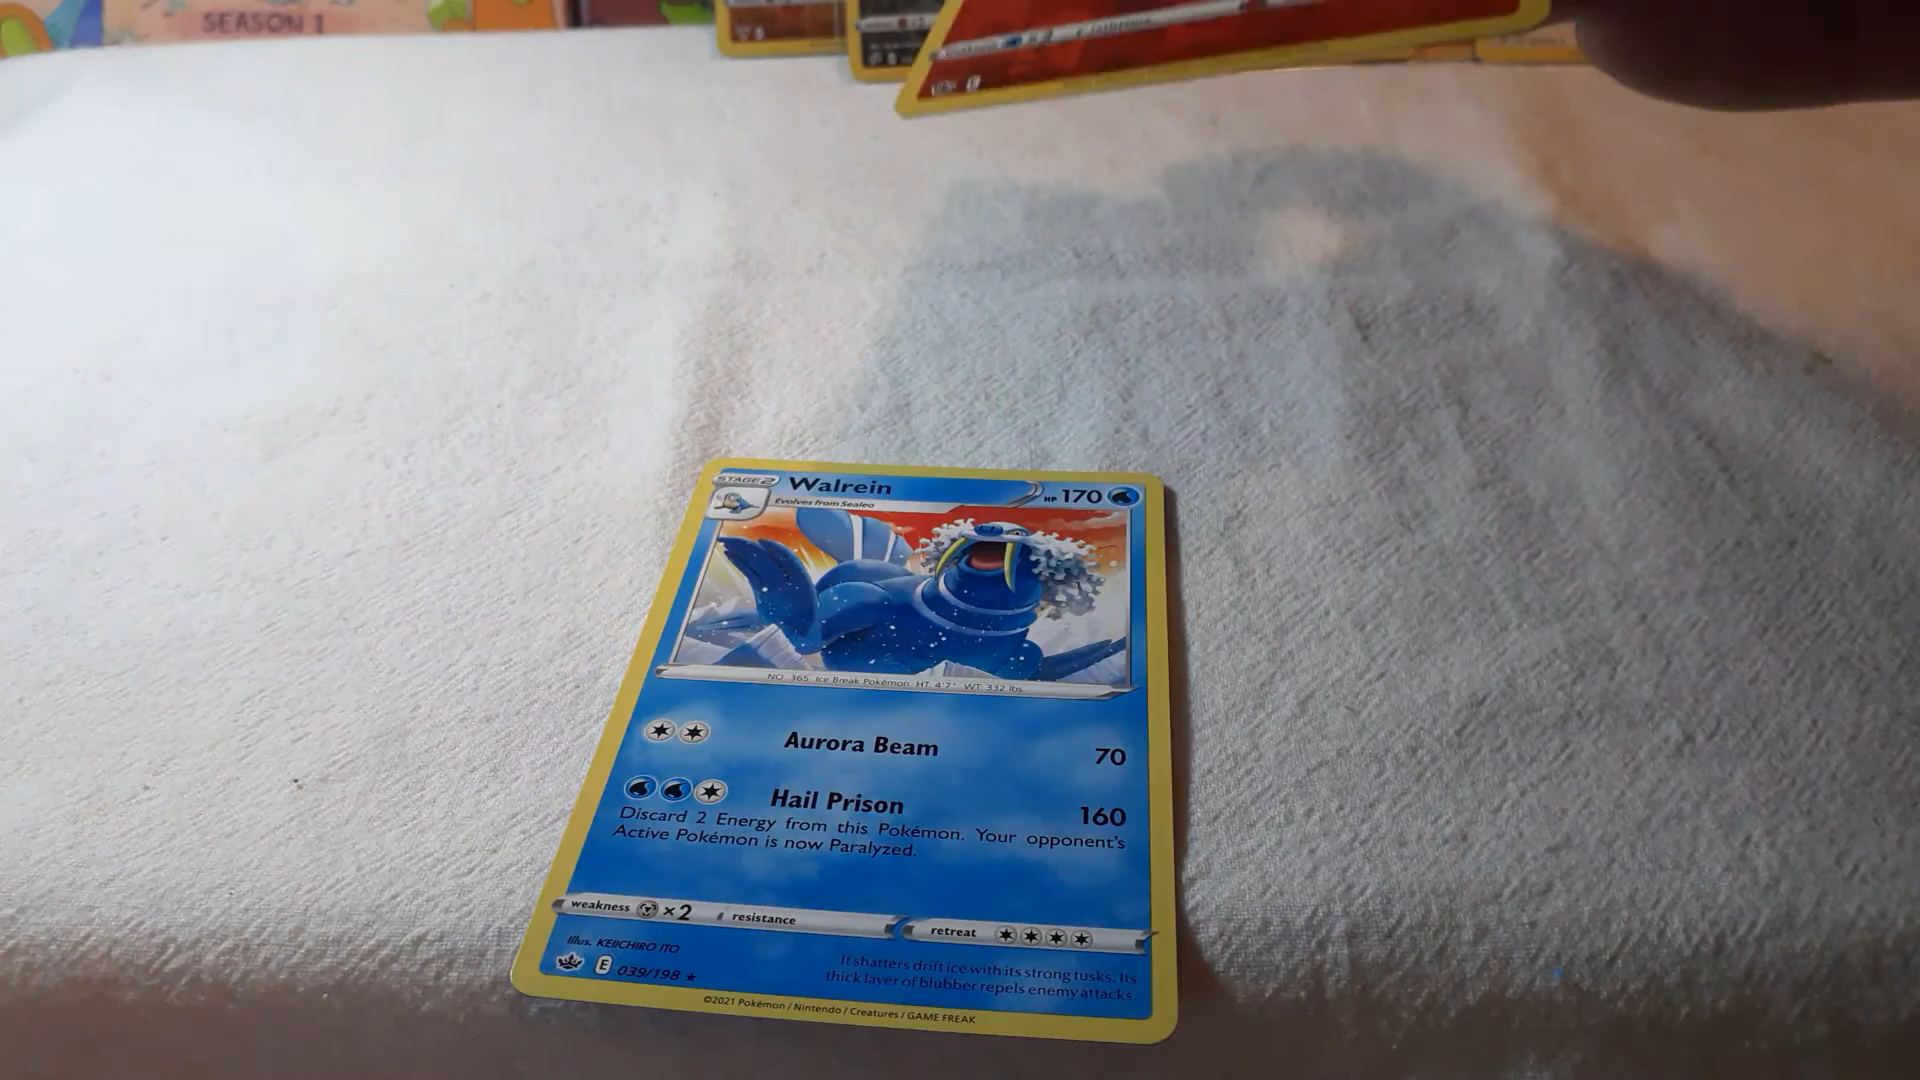 SEASON 1
STAGE 2 Walrein HP 170
Evolves from Sealeo
NO. 365 Ice Break Pokémon HT: 4'7" WT: 332 lbs
Aurora Beam 70
Hail Prison 160
Discard 2 Energy from this Pokémon. Your opponent's
Active Pokémon is now Paralyzed.
weakness ×2 resistance retreat
Illus. KEIICHIRO ITO
E 039/198 ★
It shatters drift ice with its strong tusks. Its
thick layer of blubber repels enemy attacks.
©2021 Pokémon / Nintendo / Creatures / GAME FREAK